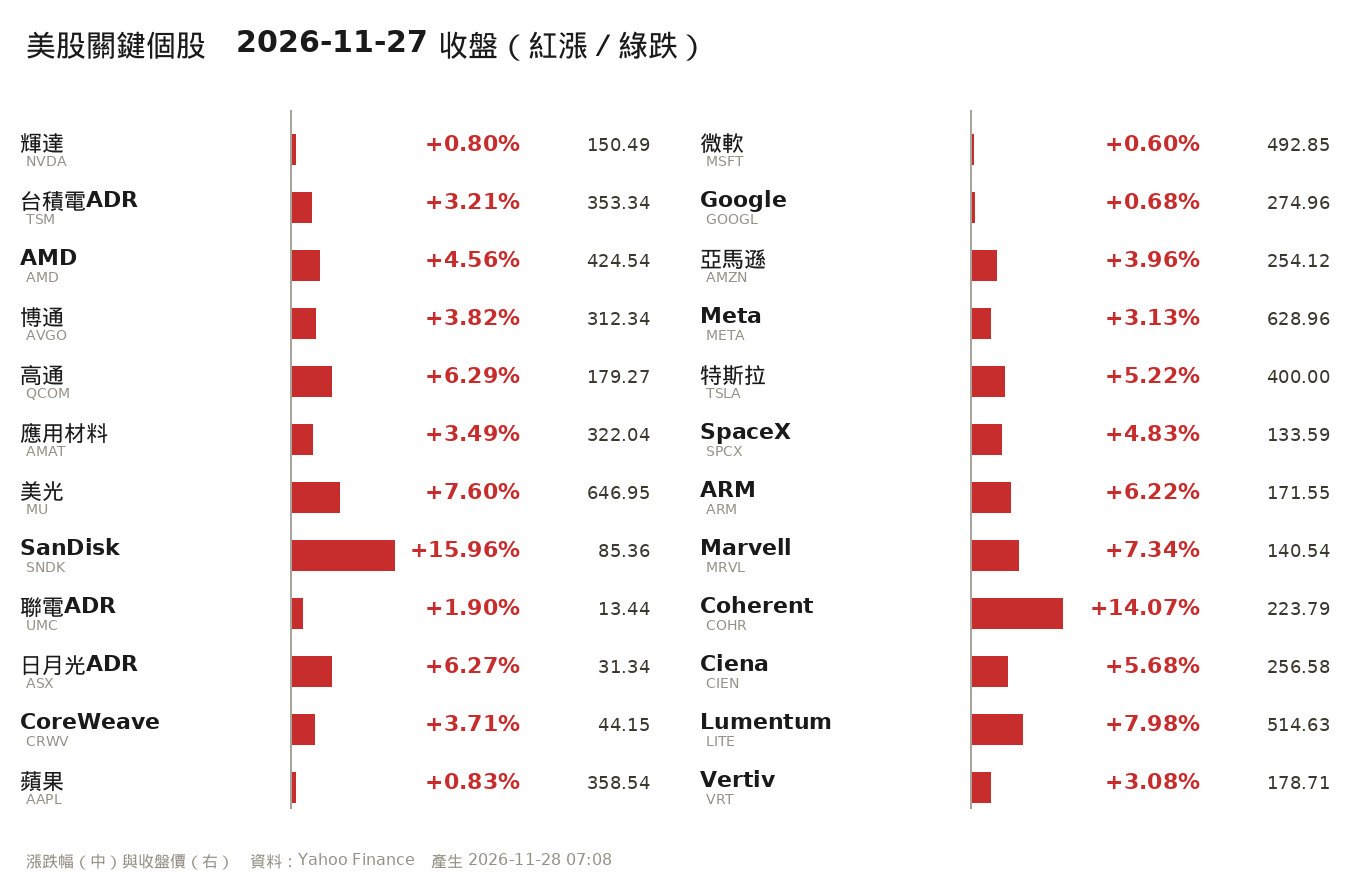 美股關鍵個股 2026-11-27 收盤（紅漲 / 綠跌）
輝達 +0.80% 150.49
NVDA
台積電ADR +3.21% 353.34
TSM
AMD +4.56% 424.54
AMD
博通 +3.82% 312.34
AVGO
高通 +6.29% 179.27
QCOM
應用材料 +3.49% 322.04
AMAT
美光 +7.60% 646.95
MU
SanDisk +15.96% 85.36
SNDK
聯電ADR +1.90% 13.44
UMC
日月光ADR +6.27% 31.34
ASX
CoreWeave +3.71% 44.15
CRWV
蘋果 +0.83% 358.54
AAPL
微軟 +0.60% 492.85
MSFT
Google +0.68% 274.96
GOOGL
亞馬遜 +3.96% 254.12
AMZN
Meta +3.13% 628.96
META
特斯拉 +5.22% 400.00
TSLA
SpaceX +4.83% 133.59
SPCX
ARM +6.22% 171.55
ARM
Marvell +7.34% 140.54
MRVL
Coherent +14.07% 223.79
COHR
Ciena +5.68% 256.58
CIEN
Lumentum +7.98% 514.63
LITE
Vertiv +3.08% 178.71
VRT
漲跌幅（中）與收盤價（右） 資料：Yahoo Finance 產生 2026-11-28 07:08